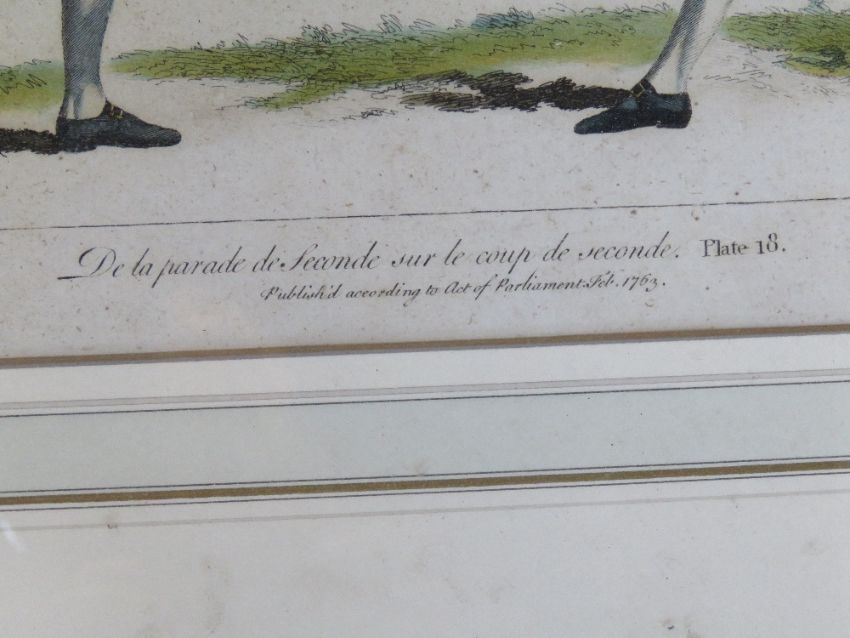 De la parade de Seconde sur le coup de seconde. Plate 18.
Publish'd according to Act of Parliament. Feb. 1763.